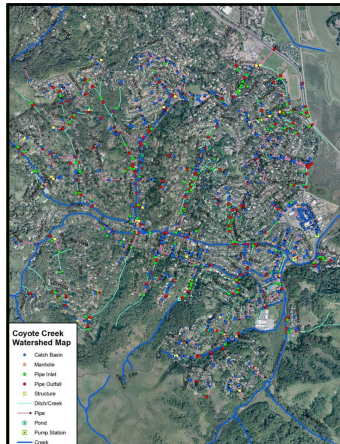 Coyote Creek
Watershed Map
Catch Basin
Manhole
Pipe Inlet
Pipe Outfall
Structure
Ditch/Creek
Pipe
Pond
Pump Station
Creek